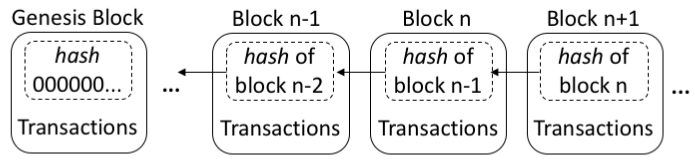 Genesis Block
hash
000000...
Transactions
...
Block n-1
hash of
block n-2
Transactions
Block n
hash of
block n-1
Transactions
Block n+1
hash of
block n
Transactions
...